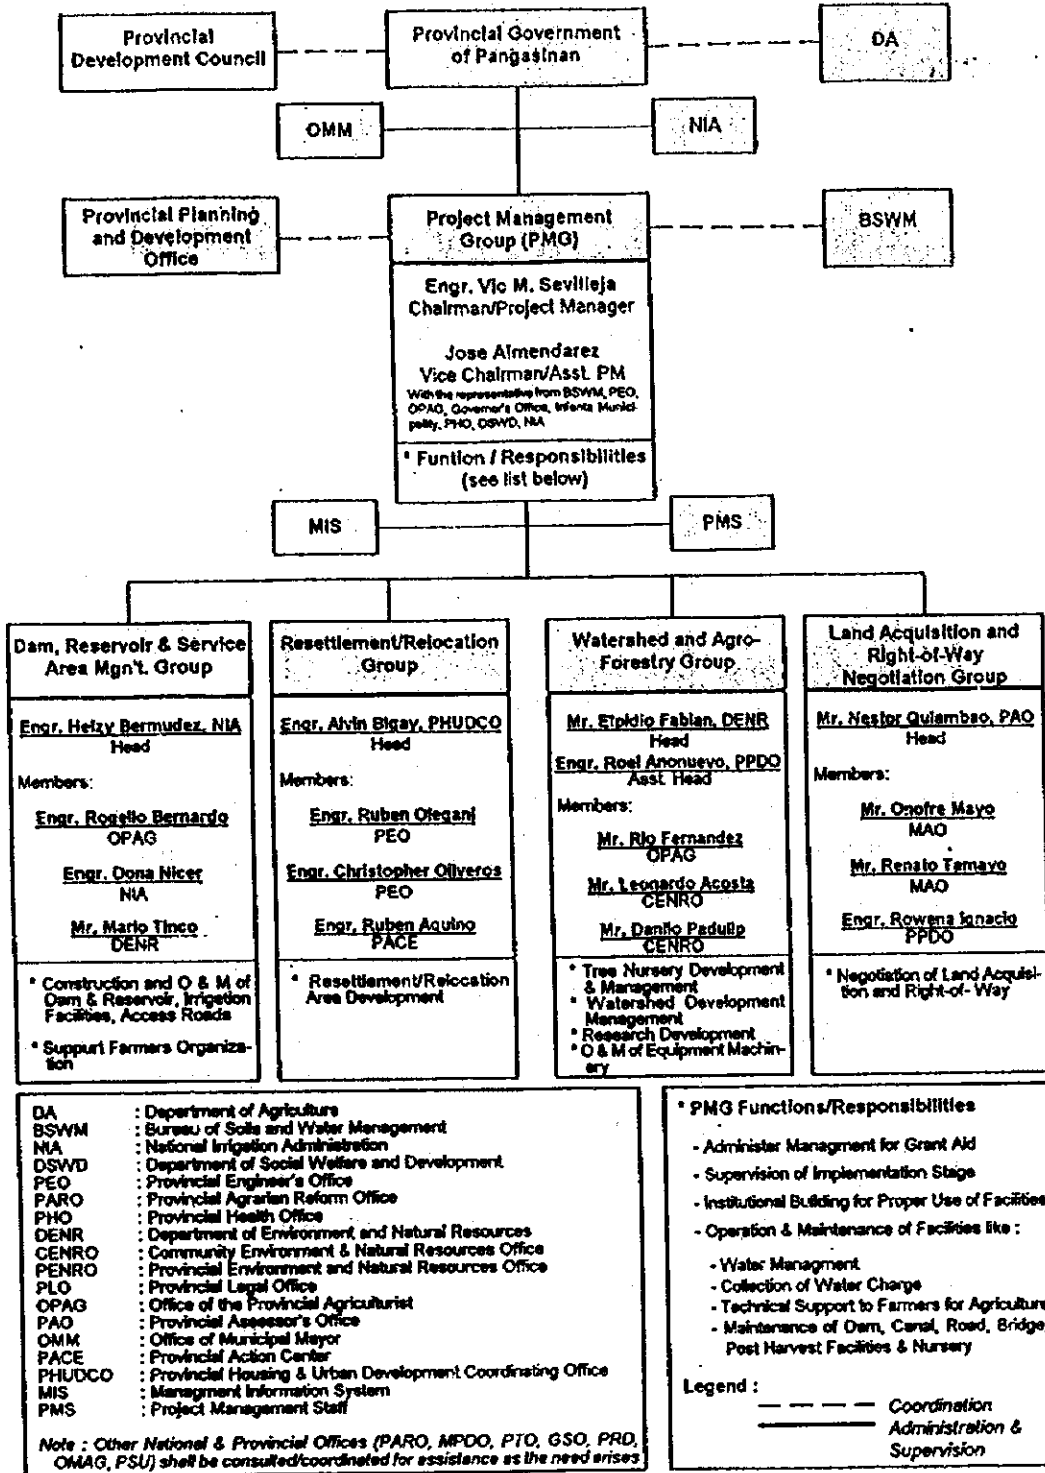 Provincial
Development Council
Provincial Government
of Pangasinan
DA
OMM
NIA
Provincial Planning
and Development
Office
Project Management
Group (PMG)
BSWM
Engr. Vic M. Sevilleja
Chairman/Project Manager
Jose Almendarez
Vice Chairman/Asst. PM
With the representative from BSWM, PEO,
OPAG, Governor's Office, Infanta Munici-
pality, PHO, DSWD, NIA
* Funtion / Responsibilities
(see list below)
MIS
PMS
Dam, Reservoir & Service
Area Mgn't. Group
Engr. Heizy Bermudez, NIA
Head
Members:
Engr. Rogelio Bernardo
OPAG
Engr. Dona Nicer
NIA
Mr. Mario Tinco
DENR
* Construction and O & M of
Dam & Reservoir, Irrigation
Facilities, Access Roads
* Suppurt Farmers Organiza-
tion
Resettlement/Relocation
Group
Engr. Alvin Bigay, PHUDCO
Head
Members:
Engr. Ruben Olegani
PEO
Engr. Christopher Oliveros
PEO
Engr. Ruben Aquino
PACE
* Resettlement/Relocation
Area Development
Watershed and Agro-
Forestry Group
Mr. Elpidio Fabian, DENR
Head
Engr. Roel Anonuevo, PPDO
Asst. Head
Members:
Mr. Rio Fernandez
OPAG
Mr. Leonardo Acosta
CENRO
Mr. Danilo Padulip
CENRO
* Tree Nursery Development
& Management
* Watershed Development
Management
* Research Development
* O & M of Equipment Machin-
ery
Land Acquisition and
Right-of-Way
Negotiation Group
Mr. Nestor Quiambao, PAO
Head
Members:
Mr. Onofre Mayo
MAO
Mr. Renato Tamayo
MAO
Engr. Rowena Ignacio
PPDO
* Negotiation of Land Acquisi-
tion and Right-of- Way
DA : Department of Agriculture
BSWM : Bureau of Soils and Water Management
NIA : National Irrigation Administration
DSWD : Department of Social Welfare and Development
PEO : Provincial Engineer's Office
PARO : Provincial Agrarian Reform Office
PHO : Provincial Health Office
DENR : Department of Environment and Natural Resources
CENRO : Community Environment & Natural Resources Office
PENRO : Provincial Environment and Natural Resources Office
PLO : Provincial Legal Office
OPAG : Office of the Provincial Agriculturist
PAO : Provincial Assessor's Office
OMM : Office of Municipal Mayor
PACE : Provincial Action Center
PHUDCO : Provincial Housing & Urban Development Coordinating Office
MIS : Managment Information System
PMS : Project Management Staff
Note : Other National & Provincial Offices (PARO, MPDO, PTO, GSO, PRD,
OMAG, PSU) shall be consulted/coordinated for assistance as the need arises
* PMG Functions/Responsibilities
- Administer Managment for Grant Aid
- Supervision of Implementation Stage
- Institutional Building for Proper Use of Facilities
- Operation & Maintenance of Facilities like :
- Water Managment
- Collection of Water Charge
- Technical Support to Farmers for Agriculture
- Maintenance of Dam, Canal, Road, Bridge,
Post Harvest Facilities & Nursery
Legend :
Coordination
Administration &
Supervision